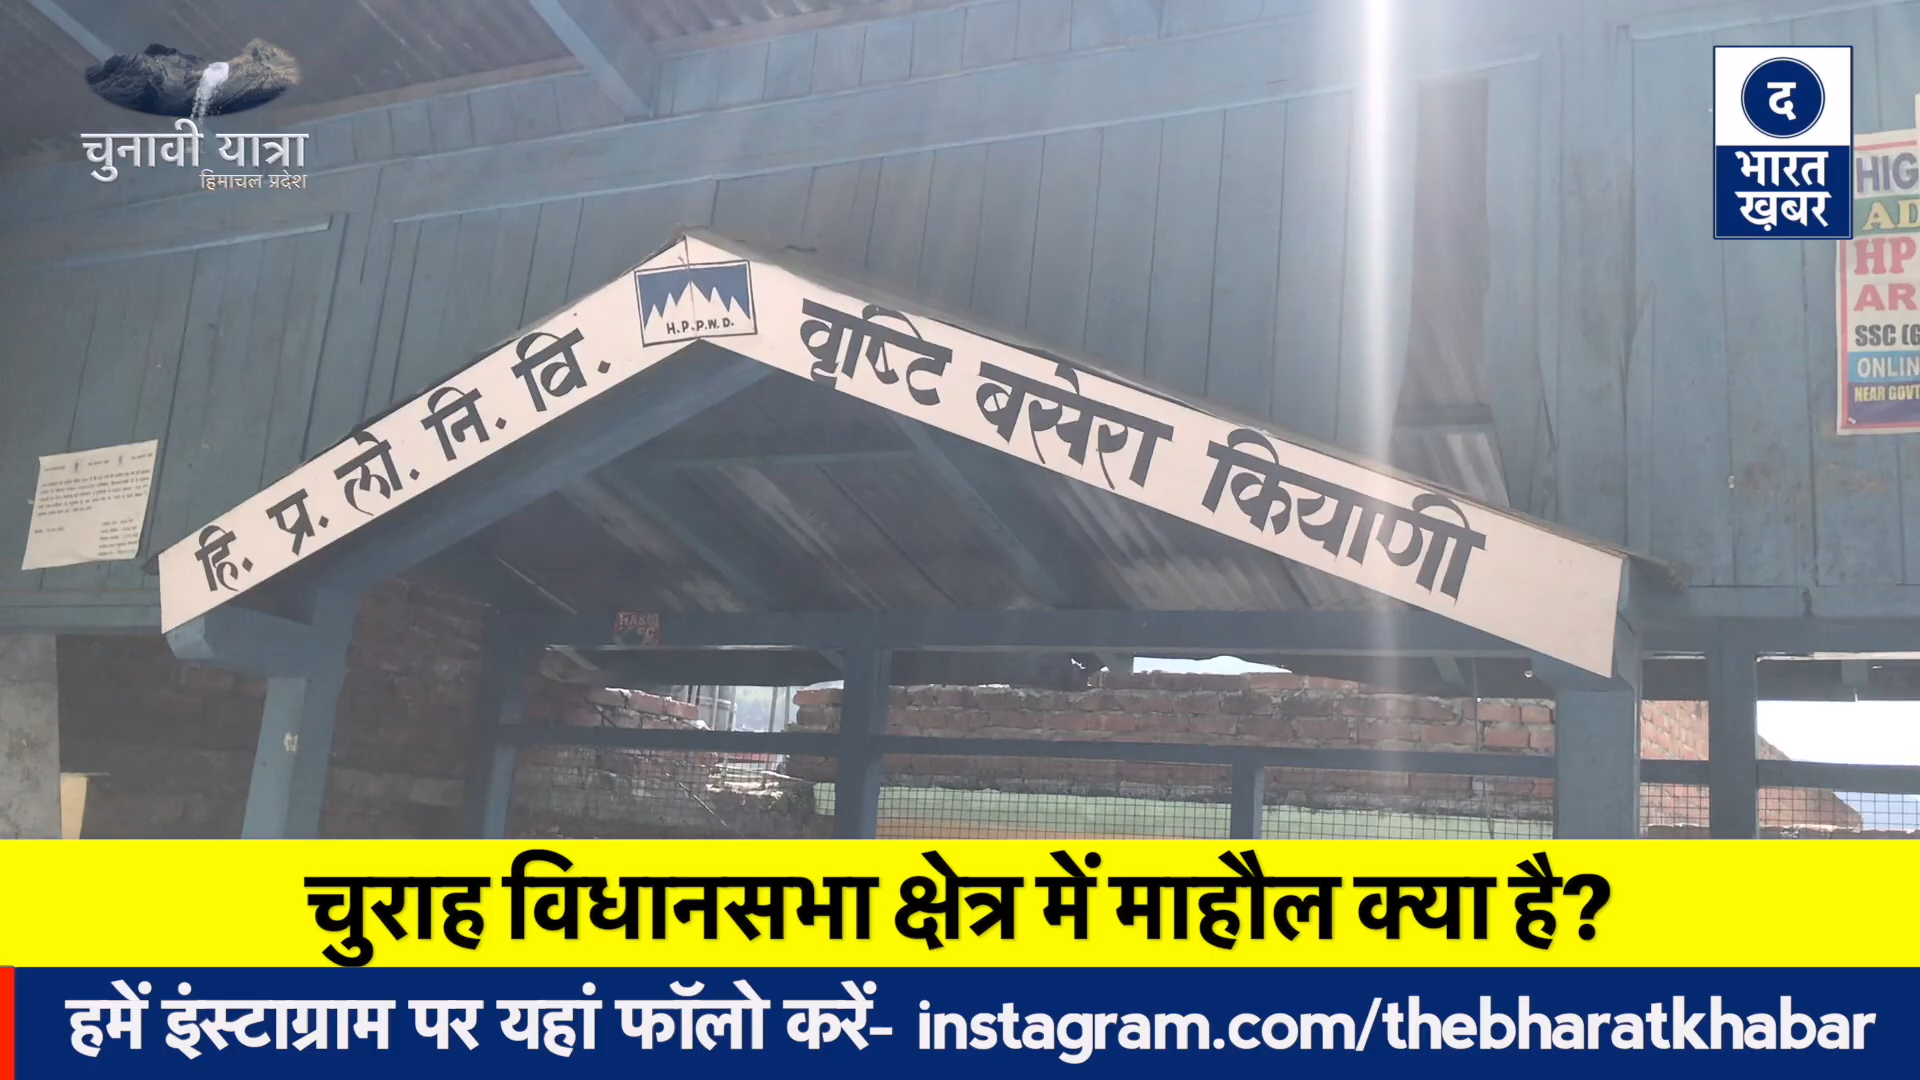 चुनावी यात्रा
हिमाचल प्रदेश
द
भारत
ख़बर
HIG
AD
HP
AR
SSC (6
ONLIN
NEAR GOVT
H.P.P.W.D.
हि. प्र. लो. नि. वि.
वृष्टि बसेरा कियाणी
चुराह विधानसभा क्षेत्र में माहौल क्या है?
हमें इंस्टाग्राम पर यहां फॉलो करें- instagram.com/thebharatkhabar